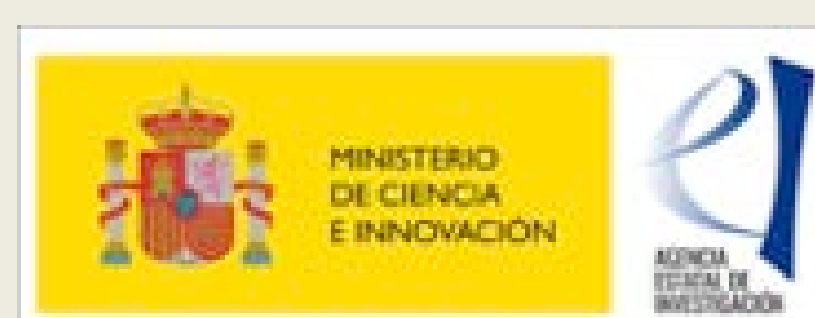 MINISTERIO
DE CIENCIA
E INNOVACIÓN
AGENCIA
ESTATAL DE
INVESTIGACIÓN